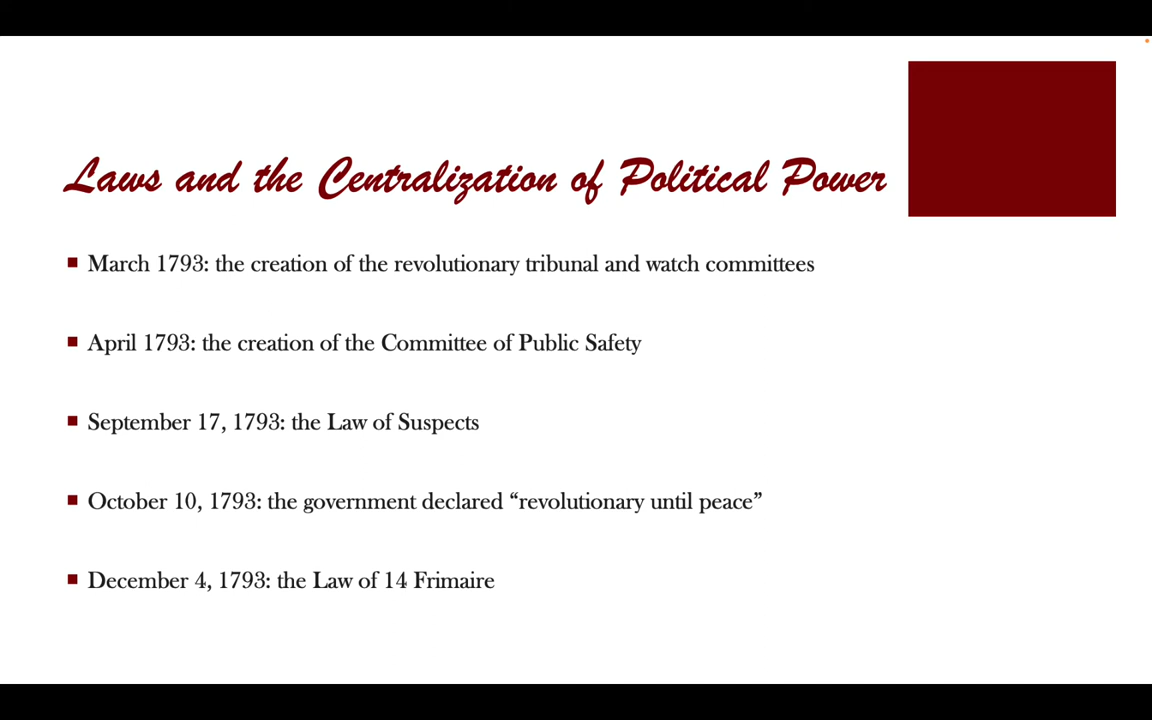 Laws and the Centralization of Political Power
▪ March 1793: the creation of the revolutionary tribunal and watch committees
▪ April 1793: the creation of the Committee of Public Safety
▪ September 17, 1793: the Law of Suspects
▪ October 10, 1793: the government declared “revolutionary until peace”
▪ December 4, 1793: the Law of 14 Frimaire